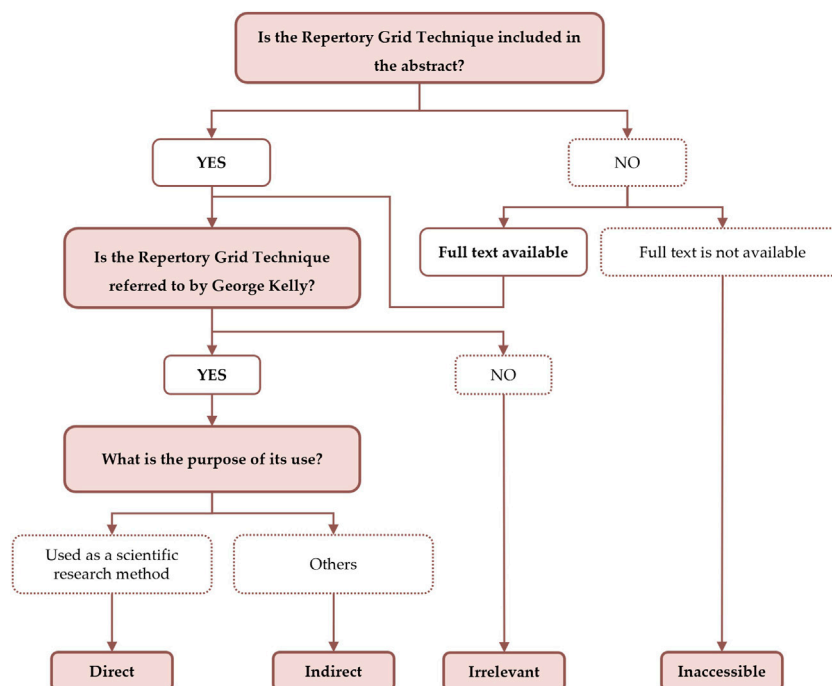 Is the Repertory Grid Technique included in
the abstract?
YES
NO
Is the Repertory Grid Technique
referred to by George Kelly?
Full text available
Full text is not available
YES
NO
What is the purpose of its use?
Used as a scientific
research method
Others
Direct
Indirect
Irrelevant
Inaccessible